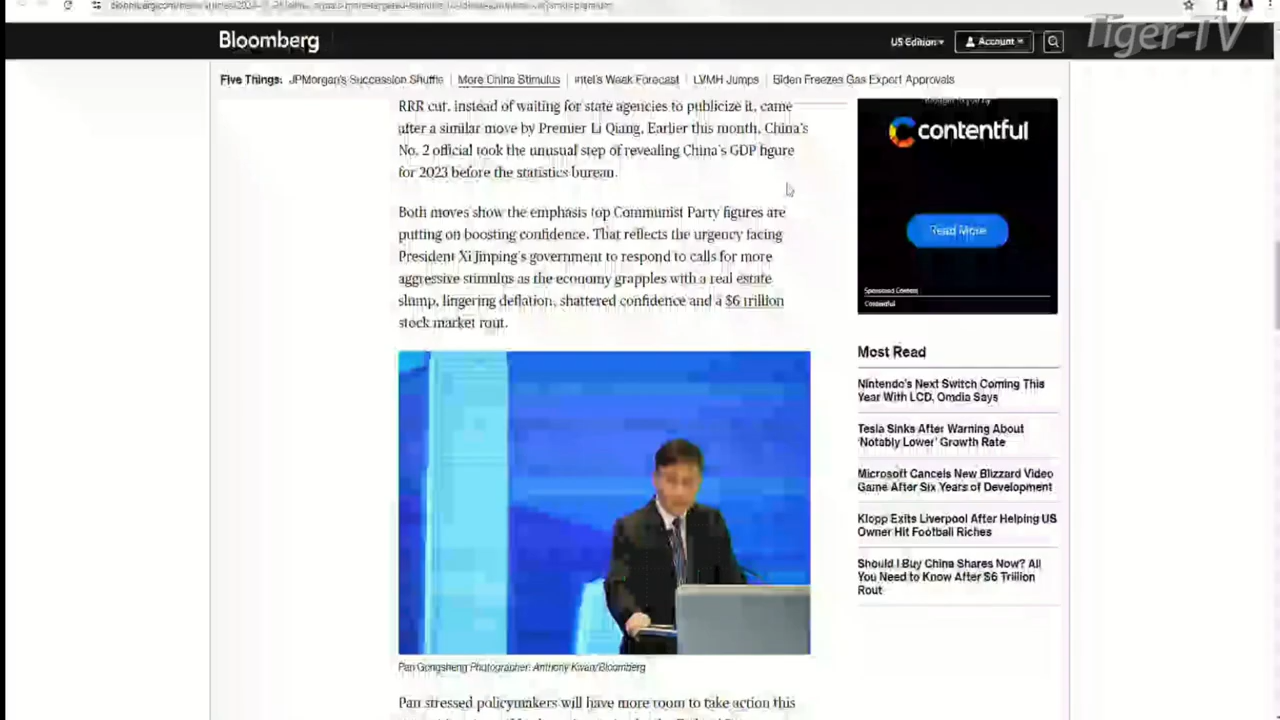 Tiger-TV
Bloomberg
US Edition
Account
Five Things: JPMorgan's Succession Shuffle More China Stimulus Intel's Weak Forecast LVMH Jumps Biden Freezes Gas Export Approvals
RRR cut, instead of waiting for state agencies to publicize it, came
after a similar move by Premier Li Qiang. Earlier this month, China's
No. 2 official took the unusual step of revealing China's GDP figure
for 2023 before the statistics bureau.
Both moves show the emphasis top Communist Party figures are
putting on boosting confidence. That reflects the urgency facing
President Xi Jinping's government to respond to calls for more
aggressive stimulus as the economy grapples with a real estate
slump, lingering deflation, shattered confidence and a $6 trillion
stock market rout.
Pan Gongsheng Photographer: Anthony Kwan/Bloomberg
Pan stressed policymakers will have more room to take action this
contentful
Read More
Sponsored Content
Contentful
Most Read
Nintendo's Next Switch Coming This
Year With LCD, Omdia Says
Tesla Sinks After Warning About
'Notably Lower' Growth Rate
Microsoft Cancels New Blizzard Video
Game After Six Years of Development
Klopp Exits Liverpool After Helping US
Owner Hit Football Riches
Should I Buy China Shares Now? All
You Need to Know After $6 Trillion
Rout